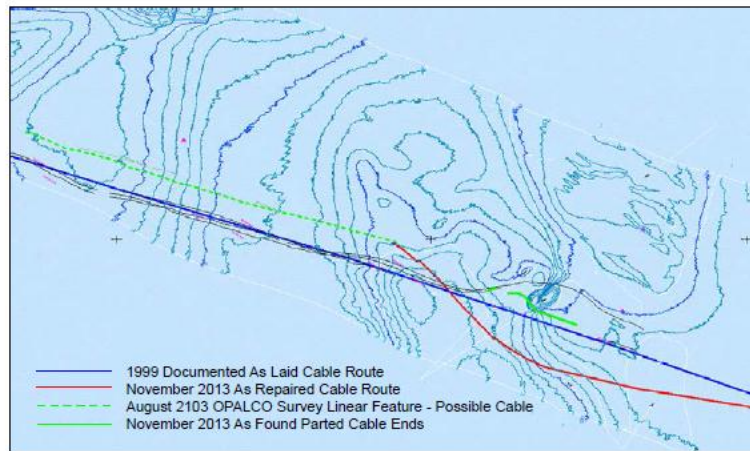 1999 Documented As Laid Cable Route
November 2013 As Repaired Cable Route
August 2103 OPALCO Survey Linear Feature - Possible Cable
November 2013 As Found Parted Cable Ends